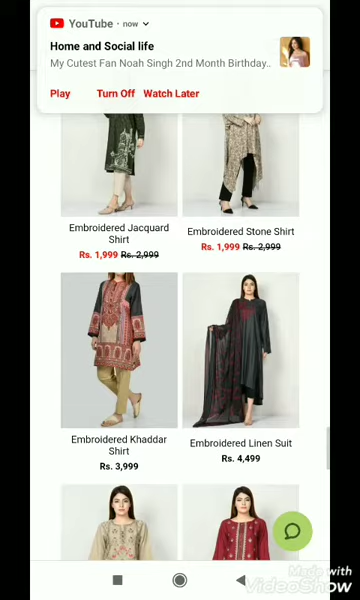 YouTube • now
Home and Social life
My Cutest Fan Noah Singh 2nd Month Birthday..
Play Turn Off Watch Later
Embroidered Jacquard
Shirt
Rs. 1,999 Rs. 2,999
Embroidered Stone Shirt
Rs. 1,999 Rs. 2,999
Embroidered Khaddar
Shirt
Rs. 3,999
Embroidered Linen Suit
Rs. 4,499
Made with
VideoShow